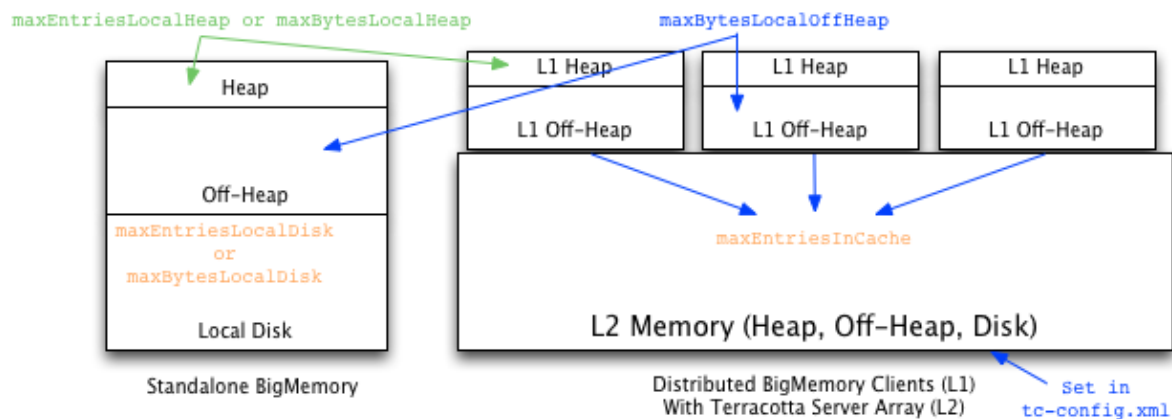 maxEntriesLocalHeap or maxBytesLocalHeap
maxBytesLocalOffHeap
Heap
L1 Heap
L1 Heap
L1 Heap
L1 Off-Heap
L1 Off-Heap
L1 Off-Heap
Off-Heap
maxEntriesLocalDisk
or
maxBytesLocalDisk
Local Disk
maxEntriesInCache
L2 Memory (Heap, Off-Heap, Disk)
Standalone BigMemory
Distributed BigMemory Clients (L1)
With Terracotta Server Array (L2)
Set in
tc-config.xml